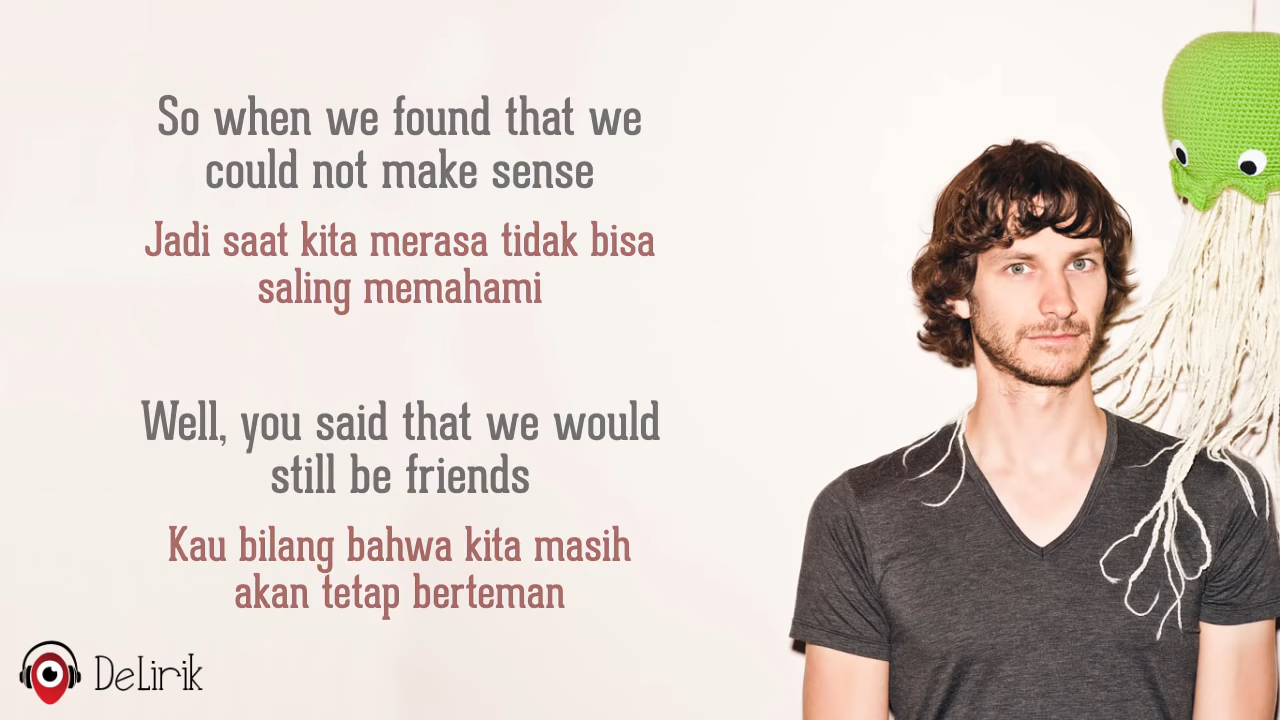 So when we found that we
could not make sense
Jadi saat kita merasa tidak bisa
saling memahami
Well, you said that we would
still be friends
Kau bilang bahwa kita masih
akan tetap berteman
DeLirik